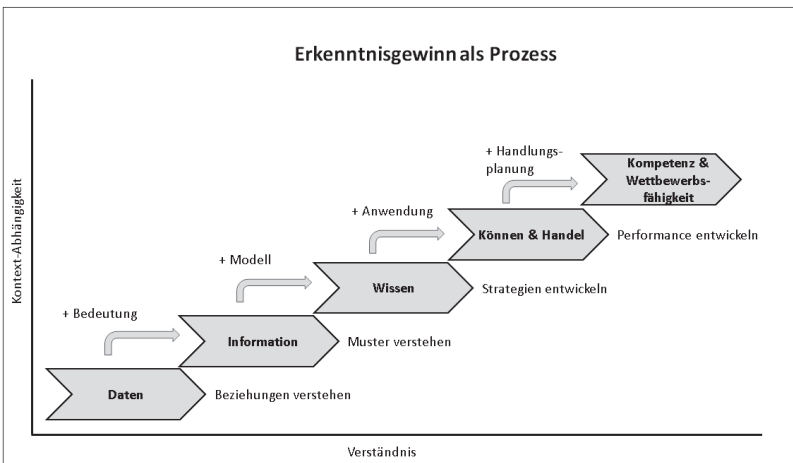 Erkenntnisgewinn als Prozess
Kontext-Abhängigkeit
+ Handlungs-
planung
Kompetenz &
Wettbewerbs-
fähigkeit
+ Anwendung
Können & Handel
Performance entwickeln
+ Modell
Wissen
Strategien entwickeln
+ Bedeutung
Information
Muster verstehen
Daten
Beziehungen verstehen
Verständnis